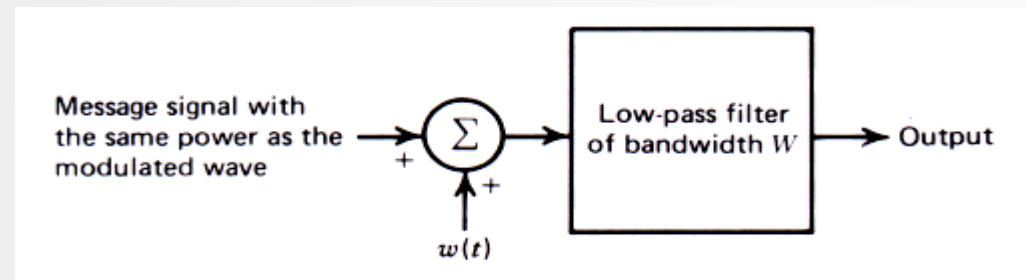 Message signal with
the same power as the
modulated wave
+
Σ
+
w(t)
Low-pass filter
of bandwidth W
Output